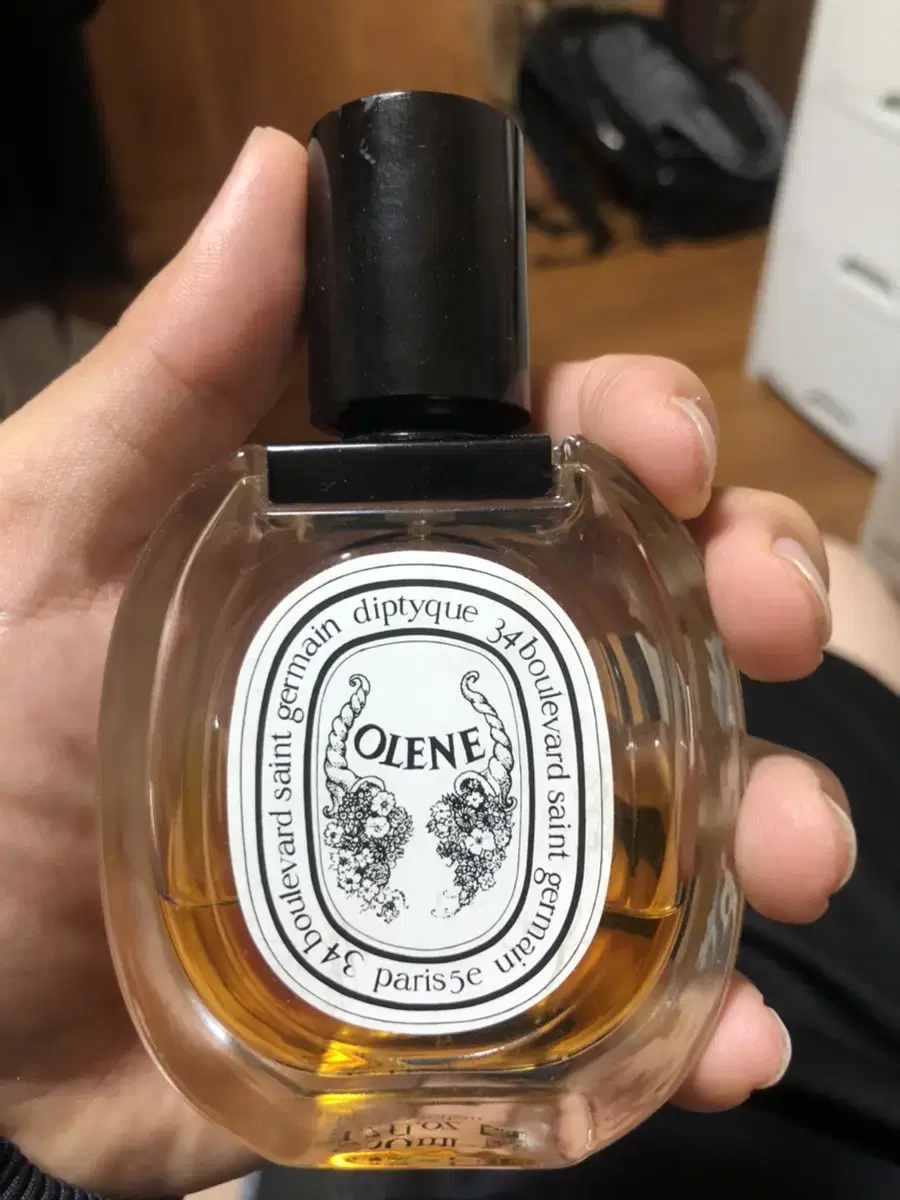 diptyque 34 boulevard saint germain
paris 5e
34 boulevard saint germain
OLENE